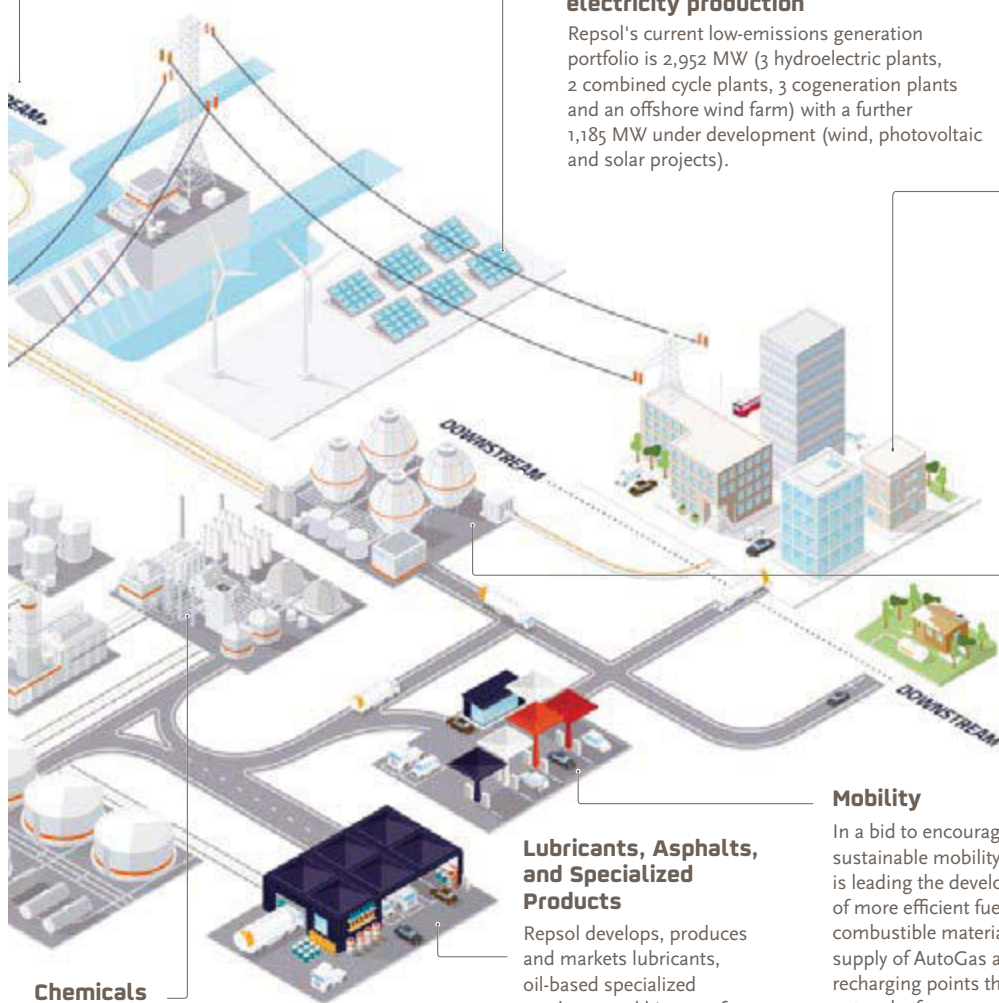 electricity production
Repsol's current low-emissions generation
portfolio is 2,952 MW (3 hydroelectric plants,
2 combined cycle plants, 3 cogeneration plants
and an offshore wind farm) with a further
1,185 MW under development (wind, photovoltaic
and solar projects).
DOWNSTREAM
DOWNSTREAM
Mobility
In a bid to encourag
sustainable mobility
is leading the develo
of more efficient fue
combustible materia
supply of AutoGas a
recharging points th
Lubricants, Asphalts,
and Specialized
Products
Repsol develops, produces
and markets lubricants,
oil-based specialized
Chemicals